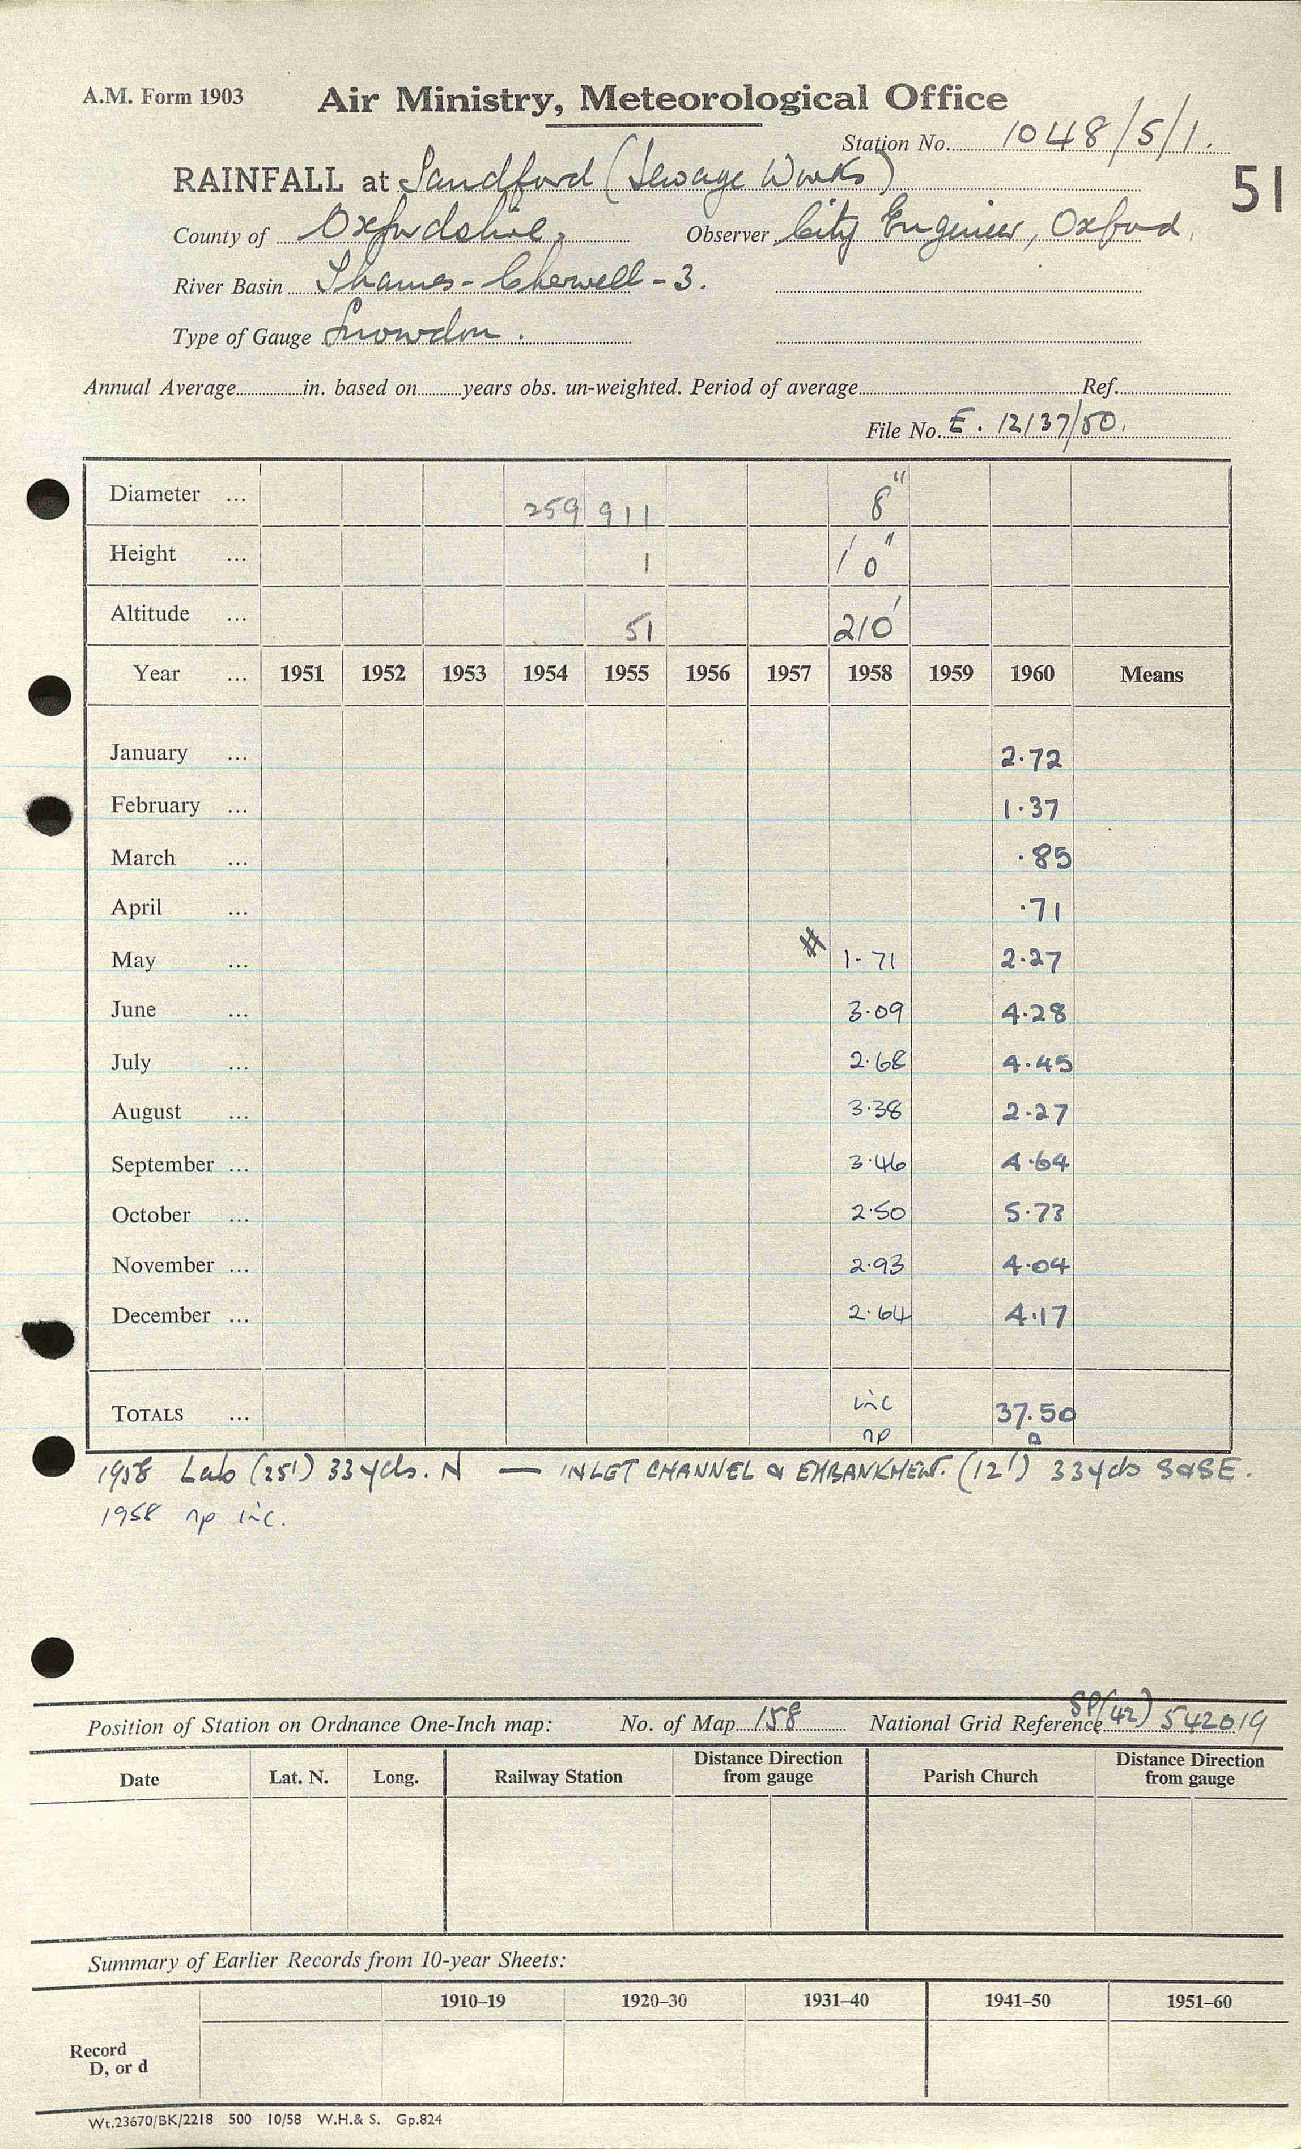 A.M. Form 1903
Air Ministry, Meteorological Office
Station No. 1048/5/1.
51
RAINFALL at Sandford (Sewage Works)
County of Oxfordshire. Observer City Engineer, Oxford.
River Basin Thames - Cherwell - 3.
Type of Gauge Snowdon.
Annual Average in. based on years obs. un-weighted. Period of average Ref.
File No. E. 12137/50.
Diameter ... 259 911 8"
Height ... 1 1'0"
Altitude ... 51 210'
Year ... 1951 1952 1953 1954 1955 1956 1957 1958 1959 1960 Means
January ... 2.72
February ... 1.37
March ... .85
April ... .71
May ... # 1.71 2.27
June ... 3.09 4.28
July ... 2.68 4.45
August ... 3.38 2.27
September ... 3.46 4.64
October ... 2.50 5.73
November ... 2.93 4.04
December ... 2.64 4.17
TOTALS ... inc 37.50
np a
1958 Lab (25') 33 yds. N — INLET CHANNEL & EMBANKMENT. (12') 33 yds S & SE.
1958 np inc.
Position of Station on Ordnance One-Inch map: No. of Map 158 National Grid Reference SP(42) 542019
Date Lat. N. Long. Railway Station Distance Direction from gauge Parish Church Distance Direction from gauge
Summary of Earlier Records from 10-year Sheets:
1910–19 1920–30 1931–40 1941–50 1951–60
Record
D, or d
Wt.23670/BK/2218 500 10/58 W.H.& S. Gp.824